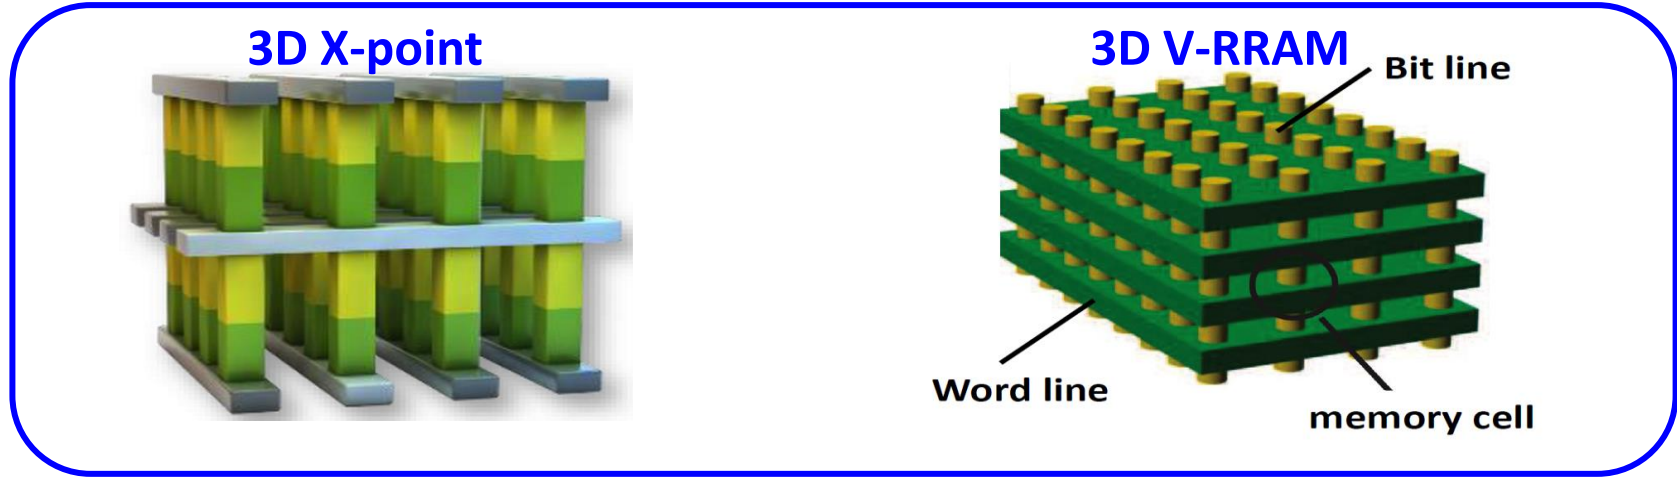 3D X-point
3D V-RRAM
Bit line
Word line
memory cell